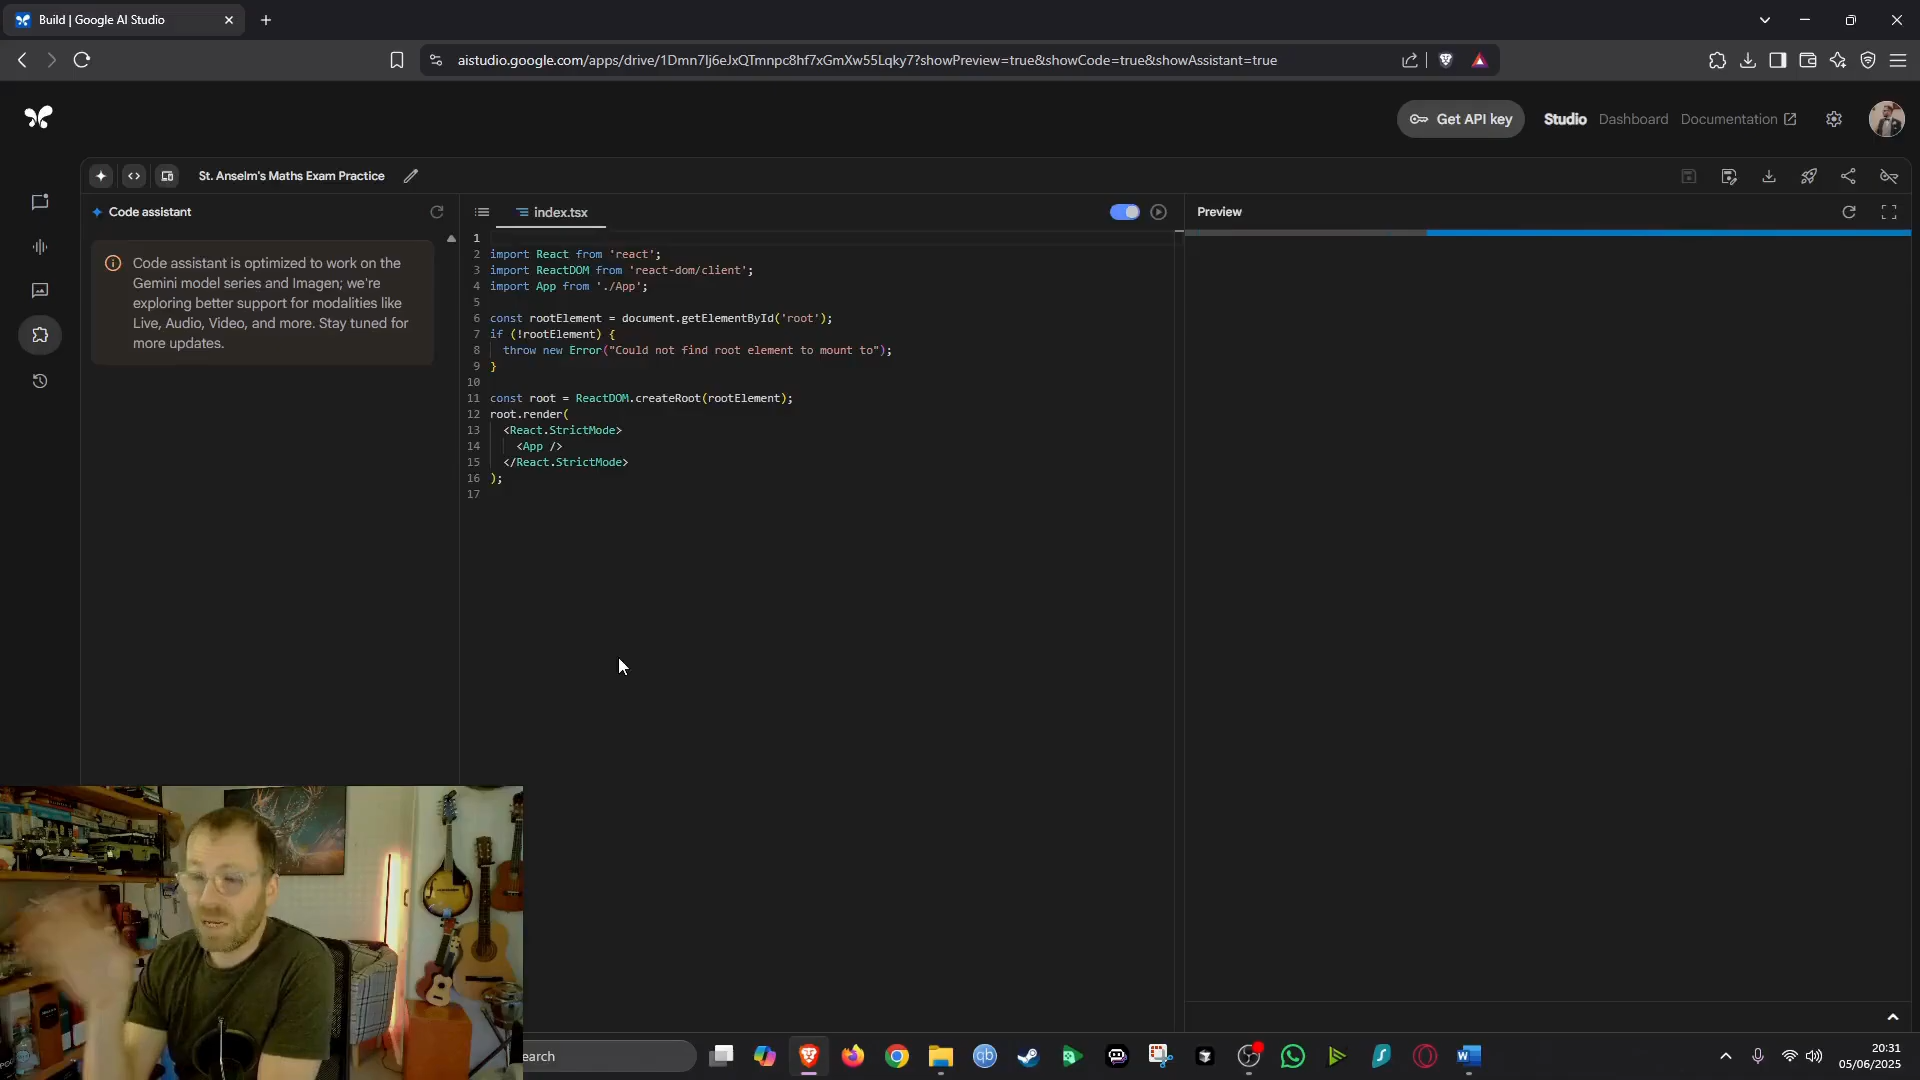 Build | Google AI Studio
aistudio.google.com/apps/drive/1Dmn7Ij6eJxQTmnpc8hf7xGmXw55Lqky7?showPreview=true&showCode=true&showAssistant=true
Get API key
Studio
Dashboard
Documentation
St. Anselm's Maths Exam Practice
Code assistant
Code assistant is optimized to work on the
Gemini model series and Imagen; we're
exploring better support for modalities like
Live, Audio, Video, and more. Stay tuned for
more updates.
index.tsx
1
2 import React from 'react';
3 import ReactDOM from 'react-dom/client';
4 import App from './App';
5
6 const rootElement = document.getElementById('root');
7 if (!rootElement) {
8 throw new Error("Could not find root element to mount to");
9 }
10
11 const root = ReactDOM.createRoot(rootElement);
12 root.render(
13 <React.StrictMode>
14 <App />
15 </React.StrictMode>
16 );
17
Preview
earch
20:31
05/06/2025